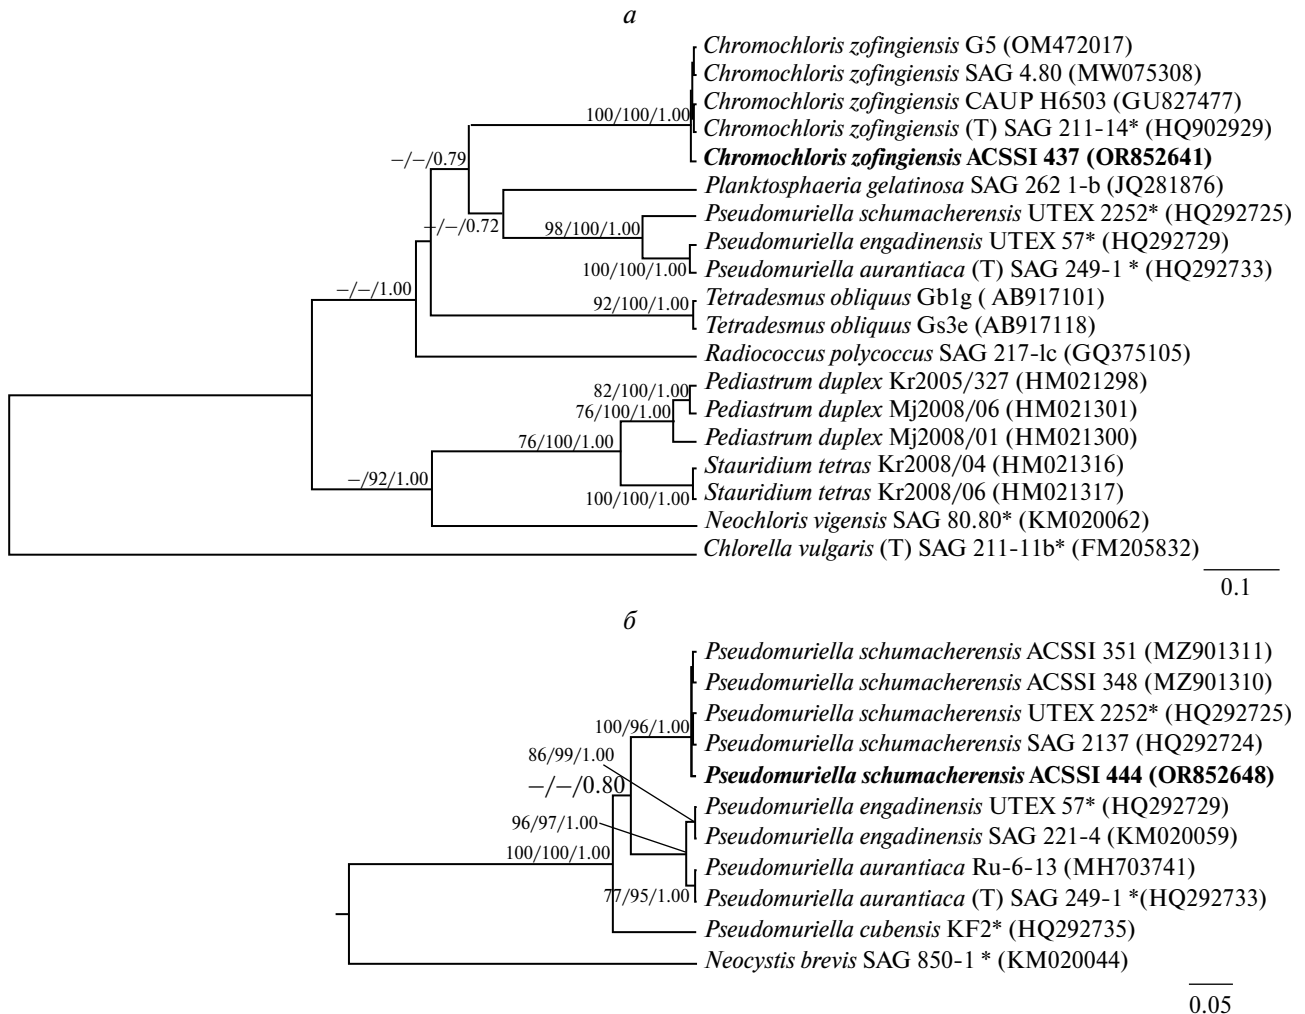 а
Chromochloris zofingiensis G5 (OM472017)
Chromochloris zofingiensis SAG 4.80 (MW075308)
Chromochloris zofingiensis CAUP H6503 (GU827477)
100/100/1.00
Chromochloris zofingiensis (T) SAG 211-14* (HQ902929)
Chromochloris zofingiensis ACSSI 437 (OR852641)
−/−/0.79
Planktosphaeria gelatinosa SAG 262 1-b (JQ281876)
Pseudomuriella schumacherensis UTEX 2252* (HQ292725)
−/−/0.72
98/100/1.00
Pseudomuriella engadinensis UTEX 57* (HQ292729)
100/100/1.00
Pseudomuriella aurantiaca (T) SAG 249-1 * (HQ292733)
−/−/1.00
92/100/1.00
Tetradesmus obliquus Gb1g ( AB917101)
Tetradesmus obliquus Gs3e (AB917118)
Radiococcus polycoccus SAG 217-lc (GQ375105)
82/100/1.00
Pediastrum duplex Kr2005/327 (HM021298)
76/100/1.00
Pediastrum duplex Mj2008/06 (HM021301)
76/100/1.00
Pediastrum duplex Mj2008/01 (HM021300)
Stauridium tetras Kr2008/04 (HM021316)
−/92/1.00
100/100/1.00
Stauridium tetras Kr2008/06 (HM021317)
Neochloris vigensis SAG 80.80* (KM020062)
Chlorella vulgaris (T) SAG 211-11b* (FM205832)
0.1
б
Pseudomuriella schumacherensis ACSSI 351 (MZ901311)
Pseudomuriella schumacherensis ACSSI 348 (MZ901310)
Pseudomuriella schumacherensis UTEX 2252* (HQ292725)
100/96/1.00
Pseudomuriella schumacherensis SAG 2137 (HQ292724)
86/99/1.00
Pseudomuriella schumacherensis ACSSI 444 (OR852648)
−/−/0.80
Pseudomuriella engadinensis UTEX 57* (HQ292729)
96/97/1.00
Pseudomuriella engadinensis SAG 221-4 (KM020059)
100/100/1.00
Pseudomuriella aurantiaca Ru-6-13 (MH703741)
77/95/1.00
Pseudomuriella aurantiaca (T) SAG 249-1 *(HQ292733)
Pseudomuriella cubensis KF2* (HQ292735)
Neocystis brevis SAG 850-1 * (KM020044)
0.05